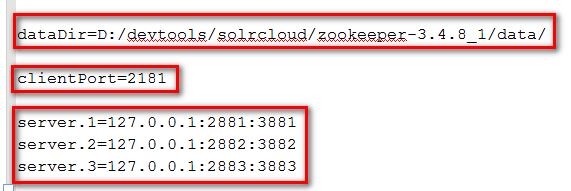 dataDir=D:/devtools/solrcloud/zookeeper-3.4.8_1/data/
clientPort=2181
server.1=127.0.0.1:2881:3881
server.2=127.0.0.1:2882:3882
server.3=127.0.0.1:2883:3883